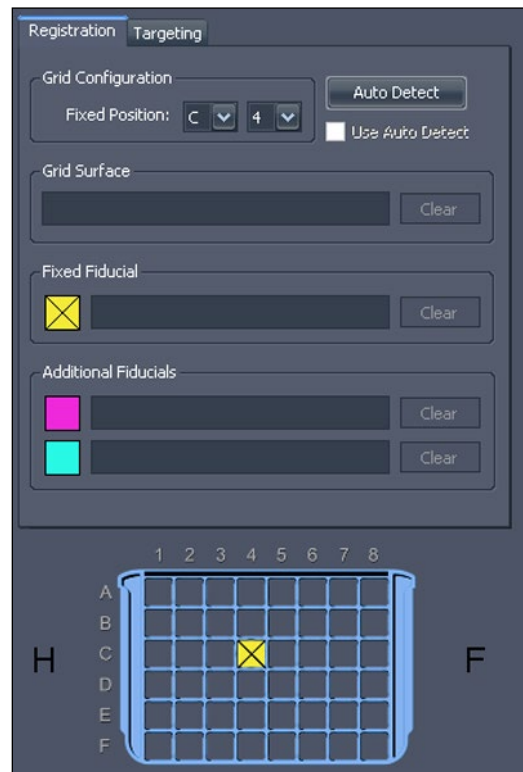 Registration Targeting
Grid Configuration
Fixed Position: C 4
Auto Detect
Use Auto Detect
Grid Surface
Clear
Fixed Fiducial
Clear
Additional Fiducials
Clear
Clear
1 2 3 4 5 6 7 8
A
B
H C F
D
E
F